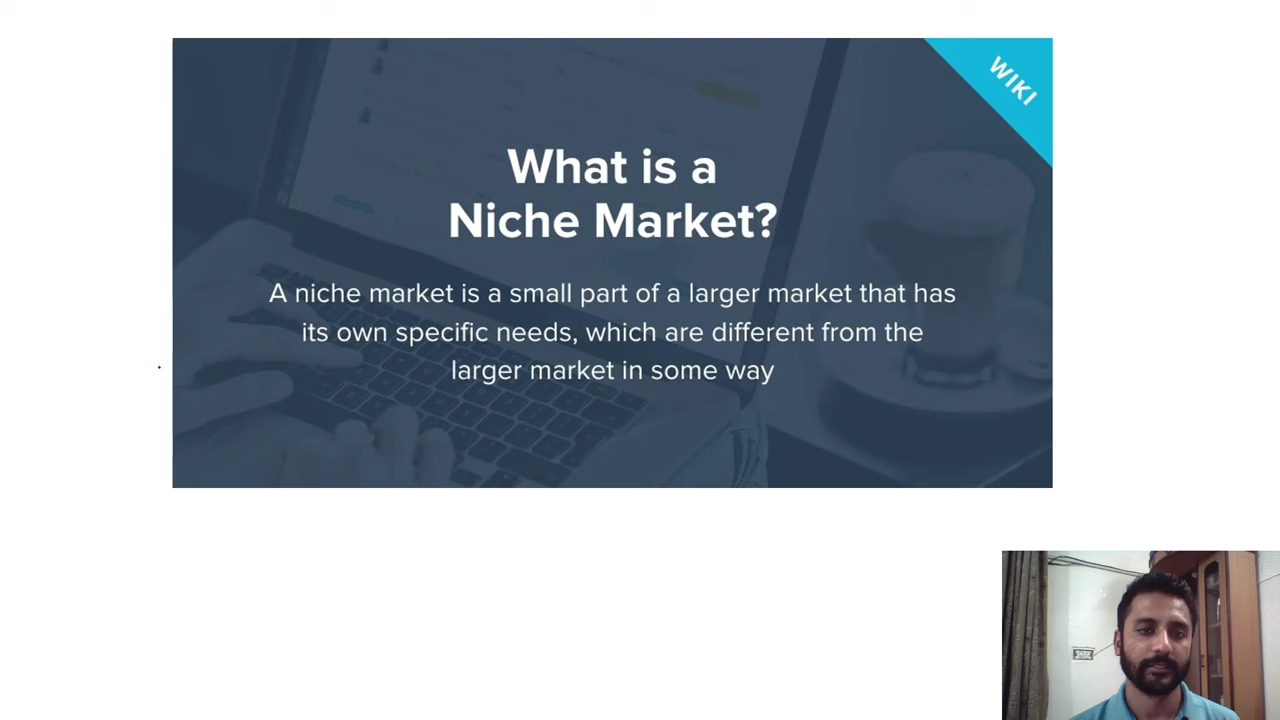 WIKI
What is a
Niche Market?
A niche market is a small part of a larger market that has
its own specific needs, which are different from the
larger market in some way